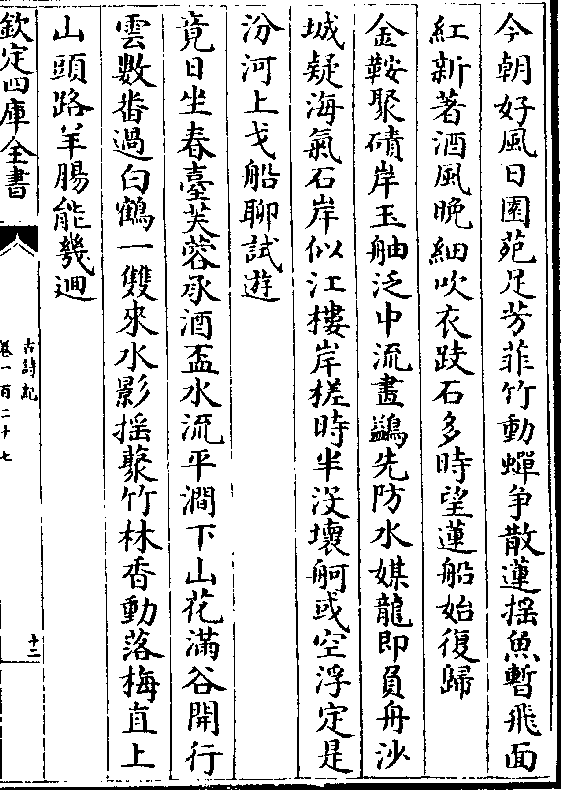 今朝好風日園苑足芳菲竹動蟬争散蓮揺魚暫飛面
紅新著酒風晚細吹衣跂石多時望蓮船始復歸
金鞍聚磧岸玉舳泛中流畫鷁先防水媒龍即負舟沙
城疑海氣石岸似江樓岸槎時半没壞舸或空浮定是
汾河上戈船聊試遊
竟日坐春臺芙蓉承酒盃水流平澗下山花滿谷開行
雲數番過白鶴一雙來水影揺藂竹林香動落梅直上
山頭路羊腸能幾迴
欽定四庫全書
古詩紀
卷一百二十七
十二